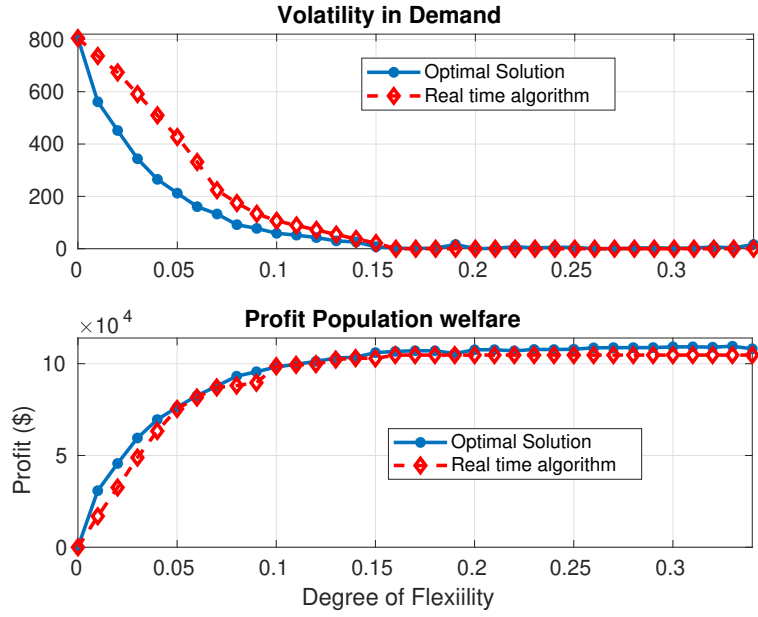 Volatility in Demand
800
600
400
200
0
Optimal Solution
Real time algorithm
0 0.05 0.1 0.15 0.2 0.25 0.3
×10^4
Profit Population welfare
10
5
0
Profit ($)
Optimal Solution
Real time algorithm
0 0.05 0.1 0.15 0.2 0.25 0.3
Degree of Flexiility